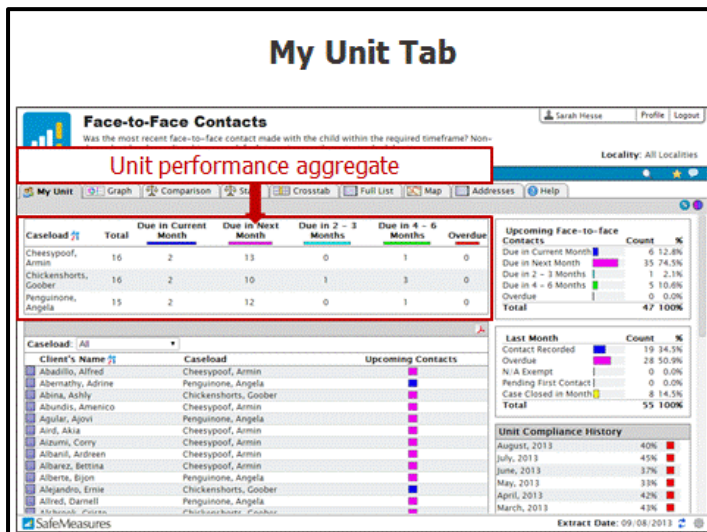 My Unit Tab
Face-to-Face Contacts
Sarah Hesse
Profile
Logout
Was the most recent face-to-face contact made with the child within the required timeframe? Non-
Locality: All Localities
Unit performance aggregate
My Unit
Graph
Comparison
Crosstab
Full List
Map
Addresses
Help
Caseload Total Due in Current Month Due in Next Month Due in 2 - 3 Months Due in 4 - 6 Months Overdue
Cheesypoof, Armin 16 2 13 0 1 0
Chickenshorts, Goober 16 2 10 1 3 0
Penguinone, Angela 15 2 12 0 1 0
Upcoming Face-to-face Contacts Count %
Due in Current Month 6 12.8%
Due in Next Month 35 74.5%
Due in 2 - 3 Months 1 2.1%
Due in 4 - 6 Months 5 10.6%
Overdue 0 0.0%
Total 47 100%
Caseload: All
Client's Name Caseload Upcoming Contacts
Abadillo, Alfred Cheesypoof, Armin
Abernathy, Adrine Penguinone, Angela
Abina, Ashly Chickenshorts, Goober
Abundis, Amenico Cheesypoof, Armin
Agular, Ajovi Penguinone, Angela
Aird, Akia Cheesypoof, Armin
Aizumi, Corry Cheesypoof, Armin
Albanil, Ardreen Cheesypoof, Armin
Albarez, Bettina Cheesypoof, Armin
Alberte, Bijon Penguinone, Angela
Alejandro, Ernie Chickenshorts, Goober
Allred, Darnell Penguinone, Angela
Last Month Count %
Contact Recorded 19 34.5%
Overdue 28 50.9%
N/A Exempt 0 0.0%
Pending First Contact 0 0.0%
Case Closed in Month 8 14.5%
Total 55 100%
Unit Compliance History
August, 2013 40%
July, 2013 45%
June, 2013 37%
May, 2013 33%
April, 2013 42%
March, 2013 43%
SafeMeasures
Extract Date: 09/08/2013